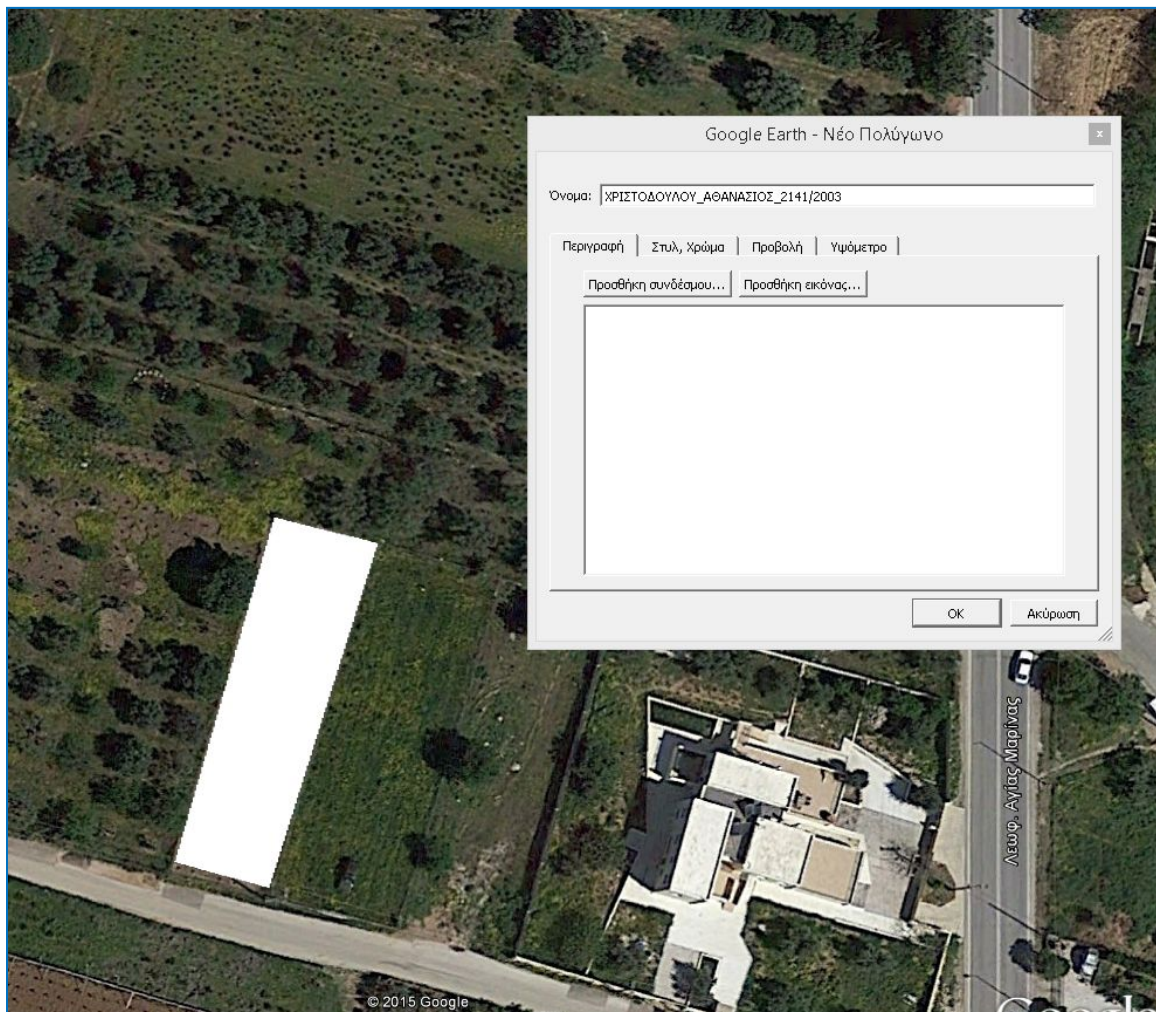 Google Earth - Νέο Πολύγωνο
x
Όνομα: ΧΡΙΣΤΟΔΟΥΛΟΥ_ΑΘΑΝΑΣΙΟΣ_2141/2003
Περιγραφή Στυλ, Χρώμα Προβολή Υψόμετρο
Προσθήκη συνδέσμου... Προσθήκη εικόνας...
OK Ακύρωση
Λεωφ. Αγίας Μαρίνας
© 2015 Google
Google